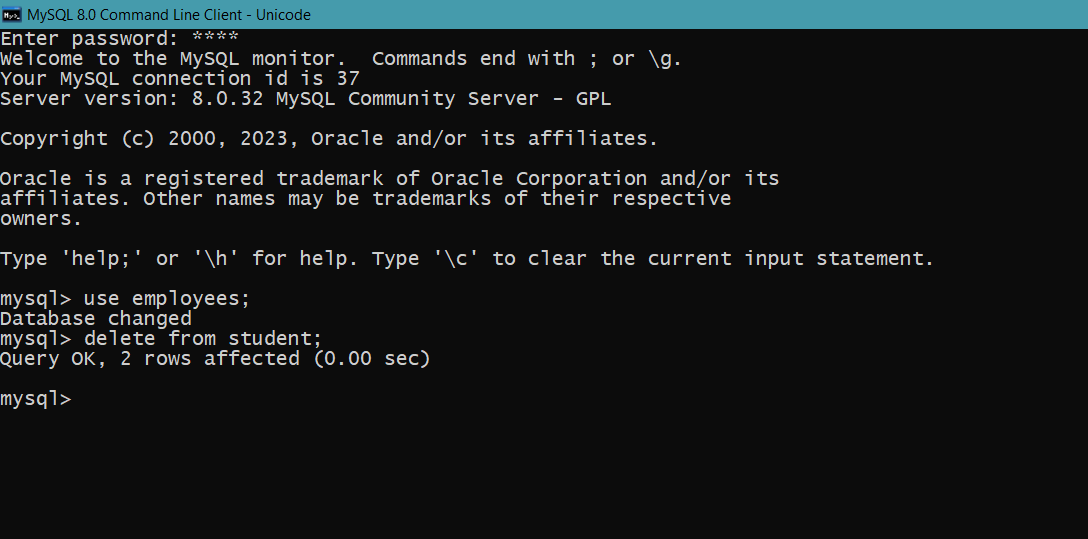 MySQL 8.0 Command Line Client - Unicode
Enter password: ****
Welcome to the MySQL monitor.  Commands end with ; or \g.
Your MySQL connection id is 37
Server version: 8.0.32 MySQL Community Server - GPL
Copyright (c) 2000, 2023, Oracle and/or its affiliates.
Oracle is a registered trademark of Oracle Corporation and/or its
affiliates. Other names may be trademarks of their respective
owners.
Type 'help;' or '\h' for help. Type '\c' to clear the current input statement.
mysql> use employees;
Database changed
mysql> delete from student;
Query OK, 2 rows affected (0.00 sec)
mysql>